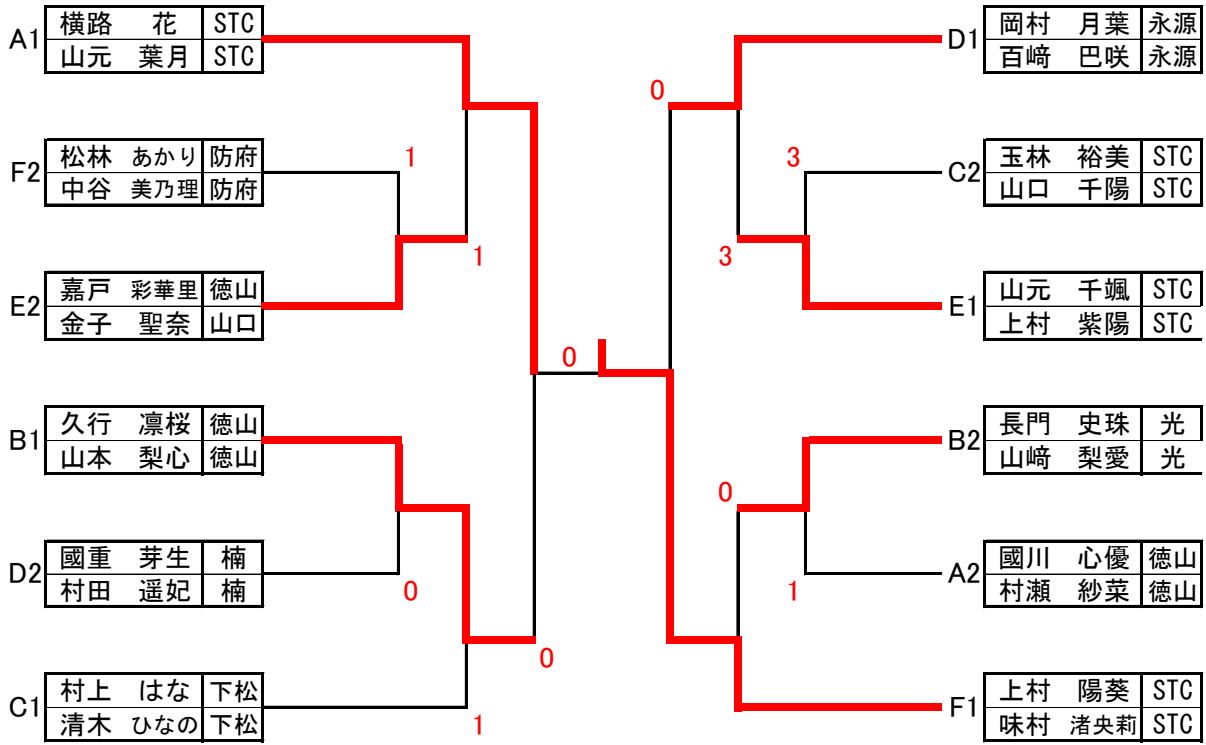 A1
横路 花 STC
山元 葉月 STC
F2
松林 あかり 防府
中谷 美乃理 防府
1
E2
嘉戸 彩華里 徳山
金子 聖奈 山口
1
B1
久行 凛桜 徳山
山本 梨心 徳山
D2
國重 芽生 楠
村田 遥妃 楠
0
C1
村上 はな 下松
清木 ひなの 下松
1
0
0
D1
岡村 月葉 永源
百﨑 巴咲 永源
0
C2
玉林 裕美 STC
山口 千陽 STC
3
E1
山元 千颯 STC
上村 紫陽 STC
3
B2
長門 史珠 光
山﨑 梨愛 光
0
A2
國川 心優 徳山
村瀬 紗菜 徳山
1
F1
上村 陽葵 STC
味村 渚央莉 STC